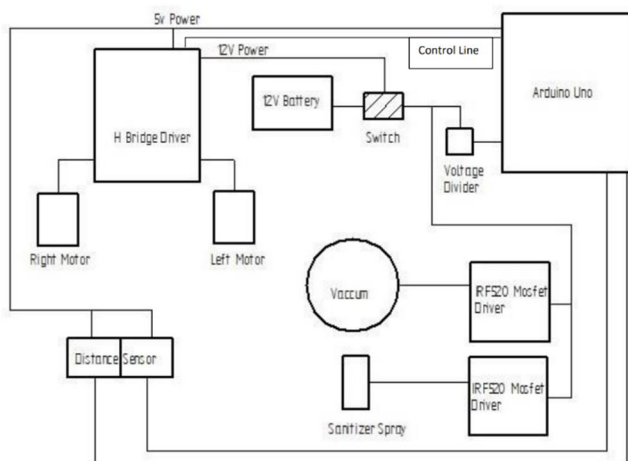 5v Power
12V Power
Control Line
Arduino Uno
12V Battery
H Bridge Driver
Switch
Voltage
Divider
Right Motor
Left Motor
Vaccum
IRF520 Mosfet
Driver
Distance Sensor
IRF520 Mosfet
Driver
Sanitizer Spray